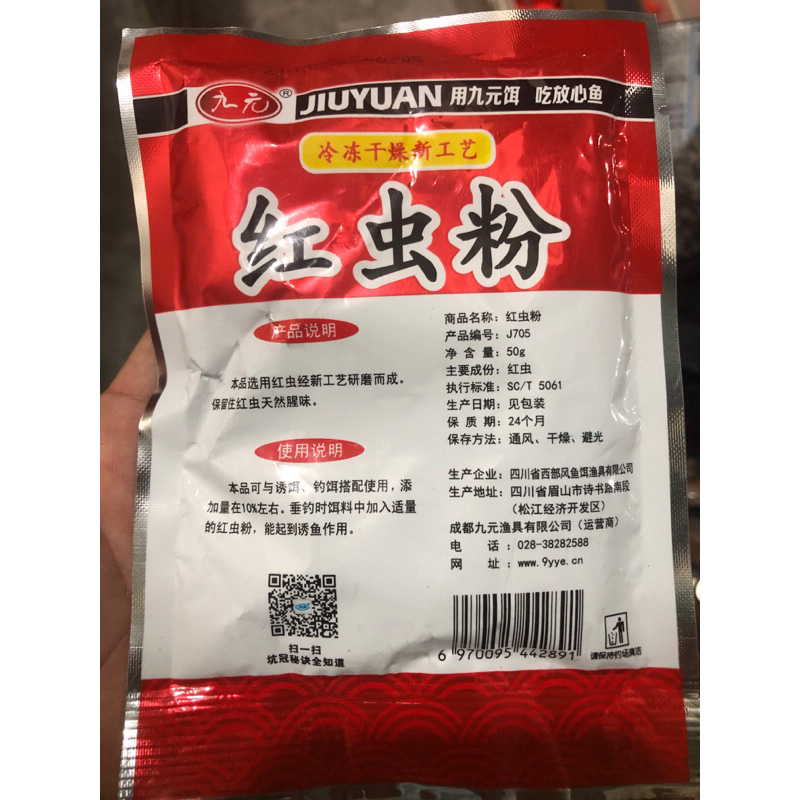 九元® JIUYUAN 用九元饵 吃放心鱼
冷冻干燥新工艺
红虫粉
产品说明
本品选用红虫经新工艺研磨而成。
保留住红虫天然腥味。
使用说明
本品可与诱饵、钓饵搭配使用，添
加量在10%左右。垂钓时饵料中加入适量
的红虫粉，能起到诱鱼作用。
扫一扫
坑冠秘诀全知道
商品名称：红虫粉
产品编号：J705
净 含 量：50g
主要成份：红虫
执行标准：SC/T 5061
生产日期：见包装
保 质 期：24个月
保存方法：通风、干燥、避光
生产企业：四川省西部风鱼饵渔具有限公司
生产地址：四川省眉山市诗书路南段
（松江经济开发区）
成都九元渔具有限公司（运营商）
电 话：028-38282588
网 址：www.9yye.cn
6 970095 442891
请保持钓场清洁